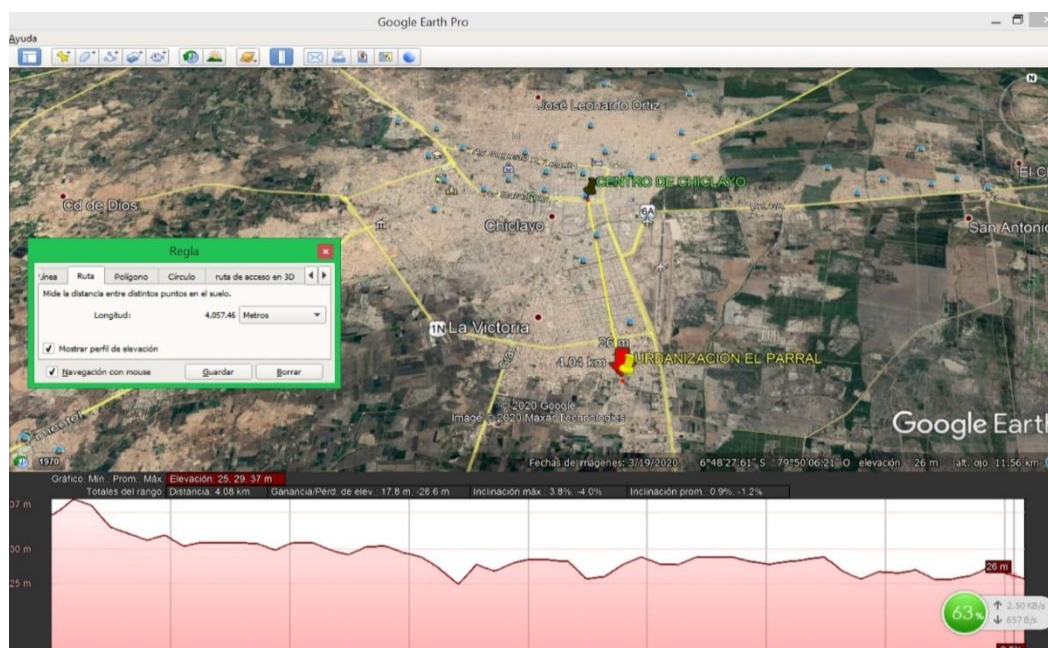 Google Earth Pro
Ayuda
José Leonardo Ortiz
CENTRO DE CHICLAYO
6A
Cd de Dios
Chiclayo
San Antonio
Regla
Línea Ruta Polígono Círculo ruta de acceso en 3D
Mide la distancia entre distintos puntos en el suelo.
Longitud: 4,057.46 Metros
Mostrar perfil de elevación
Navegación con mouse Guardar Borrar
1N La Victoria
26 m
4.04 km
URBANIZACIÓN EL PARRAL
© 2020 Google
Imagen © 2020 Maxar Technologies
Google Earth
Pimentel
1970
Fechas de imágenes: 3/19/2020 6°48'27.61" S 79°50'06.21" O elevación 26 m alt. ojo 11.56 km
Gráfico: Mín., Prom., Máx. Elevación: 25, 29, 37 m
Totales del rango: Distancia: 4.08 km Ganancia/Pérd. de elev.: 17.8 m, -26.6 m Inclinación máx.: 3.8%, -4.0% Inclinación prom.: 0.9%, -1.2%
37 m
30 m
25 m
26 m
63%
2.50 KB/s
657 B/s